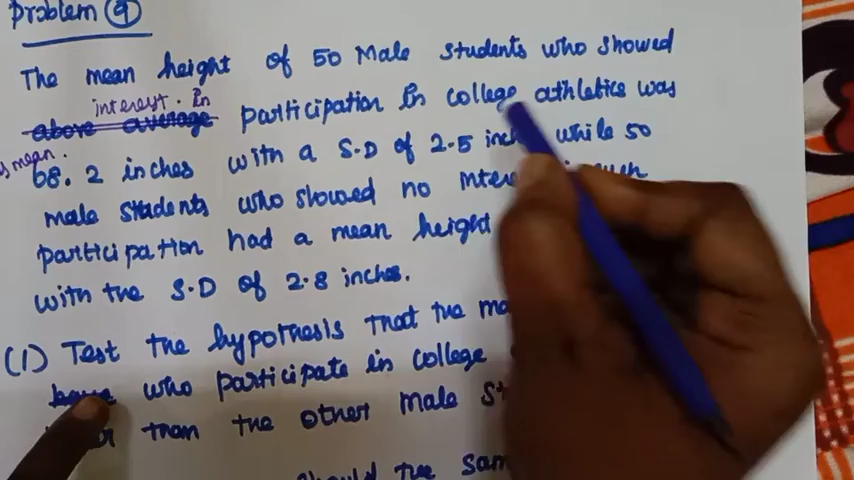 Problem 9
The mean height of 50 Male students who showed
interest. in
above average participation in college athletics was
s mean.
68.2 inches with a S.D of 2.5 inch while 50
male students who showed no
participation had a mean height
with the S.D of 2.8 inches.
(1) Test the hypothesis that the
who participate in college
than the other Male
should the sam